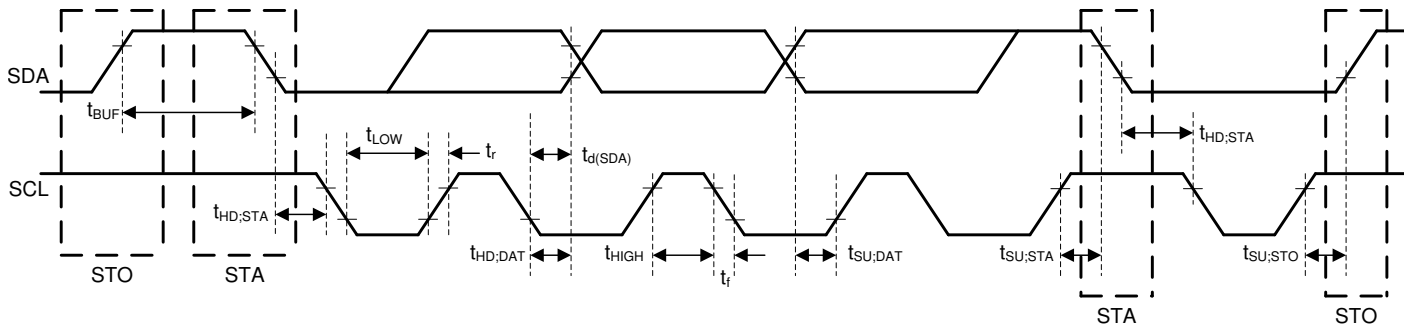 SDA
t_BUF
t_LOW
t_r
t_d(SDA)
t_HD;STA
SCL
t_HD;STA
t_HD;DAT
t_HIGH
t_f
t_SU;DAT
t_SU;STA
t_SU;STO
STO
STA
STA
STO